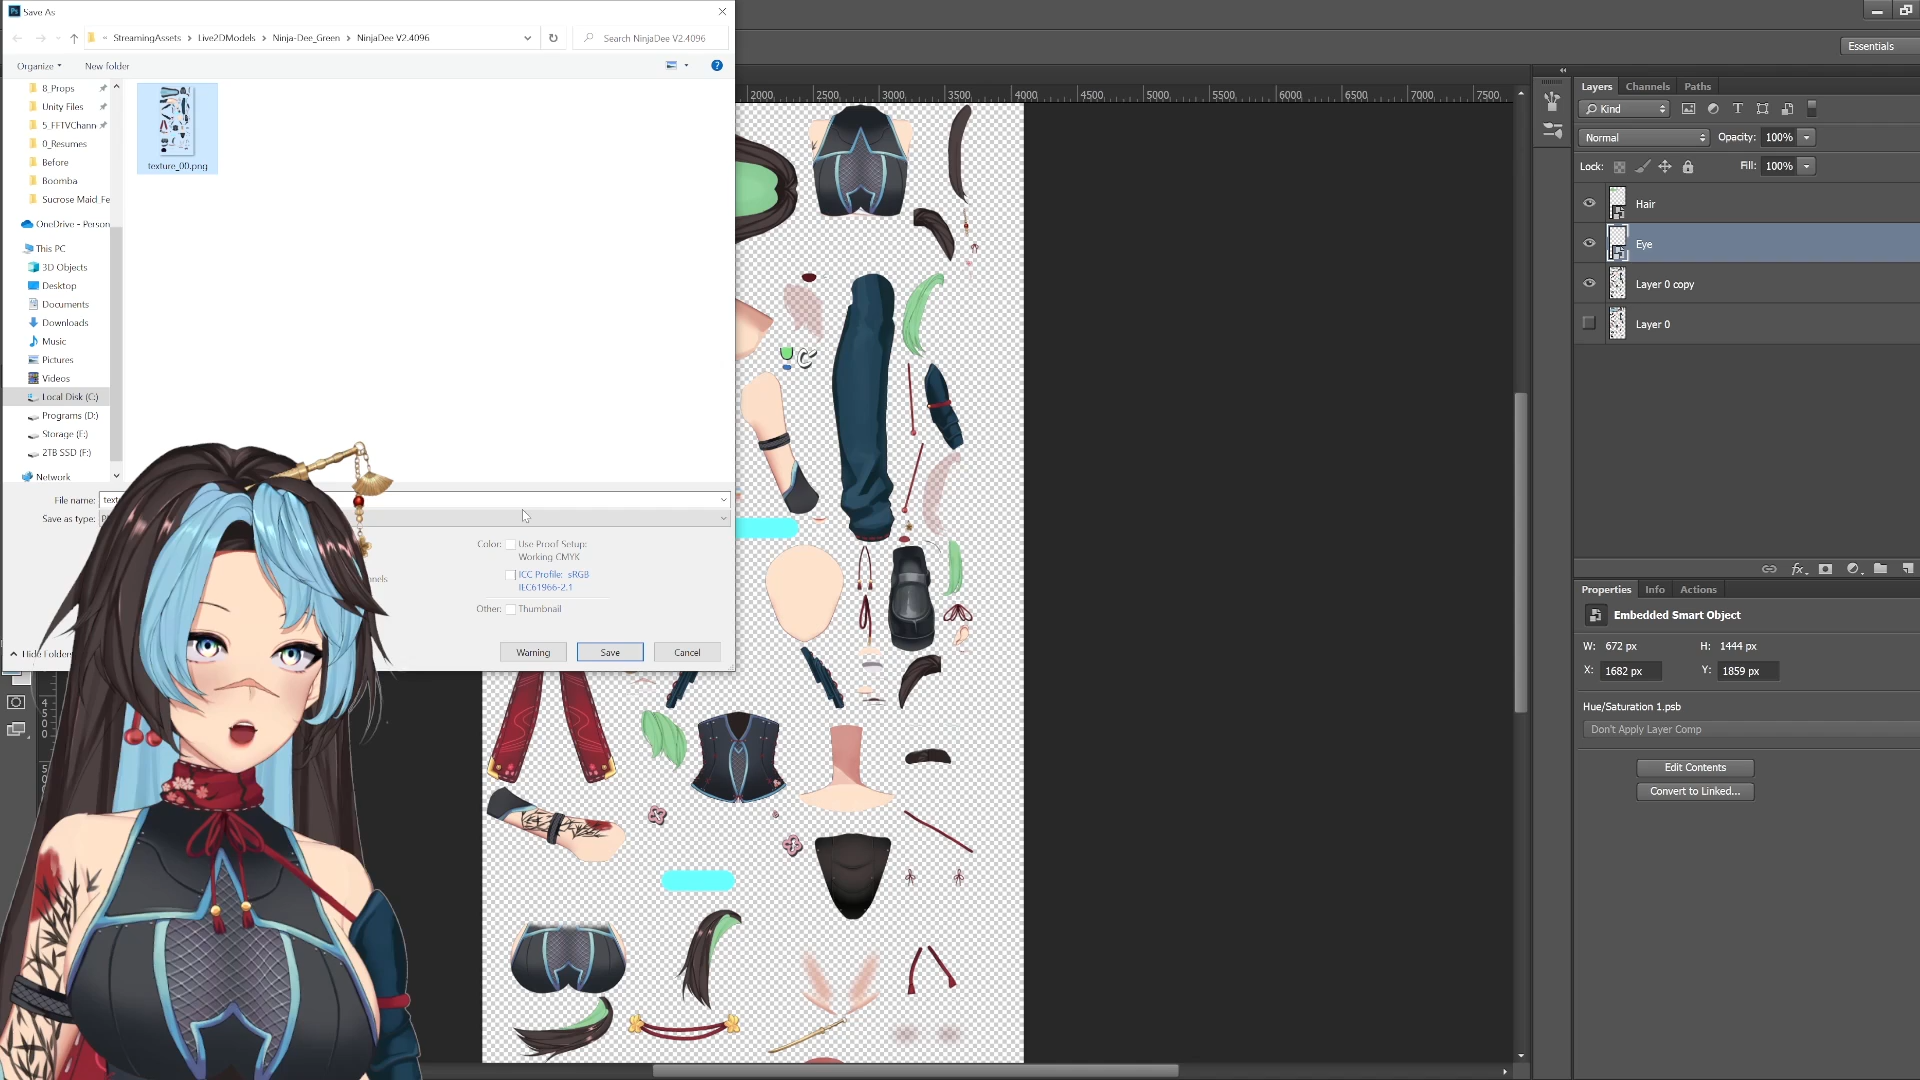 Save As
« StreamingAssets > Live2DModels > Ninja-Dee_Green > NinjaDee V2.4096
Search NinjaDee V2.4096
Organize
New folder
8_Props
Unity Files
5_FFTVChann
0_Resumes
Before
Boomba
Sucrose Maid Fe
OneDrive - Person
This PC
3D Objects
Desktop
Documents
Downloads
Music
Pictures
Videos
Local Disk (C:)
Programs (D:)
Storage (E:)
2TB SSD (F:)
Network
texture_00.png
File name:
Save as type:
Color:
Use Proof Setup:
Working CMYK
ICC Profile: sRGB
IEC61966-2.1
Other:
Thumbnail
Hide Folders
Warning
Save
Cancel
2000 2500 3000 3500 4000 4500 5000 5500 6000 6500 7000 7500
Essentials
Layers
Channels
Paths
Kind
Normal
Opacity: 100%
Lock:
Fill: 100%
Hair
Eye
Layer 0 copy
Layer 0
fx
Properties
Info
Actions
Embedded Smart Object
W: 672 px
H: 1444 px
X: 1682 px
Y: 1859 px
Hue/Saturation 1.psb
Don't Apply Layer Comp
Edit Contents
Convert to Linked...